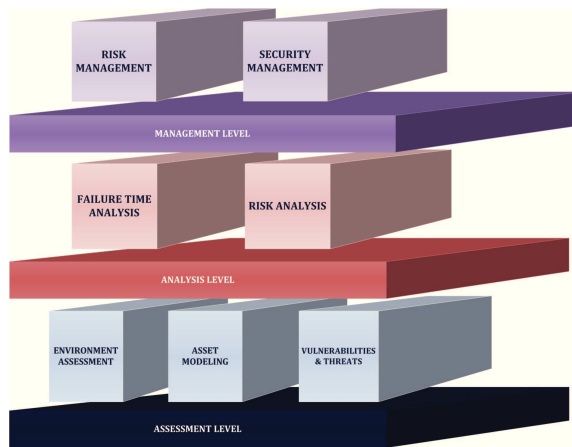 RISK
MANAGEMENT
SECURITY
MANAGEMENT
MANAGEMENT LEVEL
FAILURE TIME
ANALYSIS
RISK ANALYSIS
ANALYSIS LEVEL
ENVIRONMENT
ASSESSMENT
ASSET
MODELING
VULNERABILITIES
& THREATS
ASSESSMENT LEVEL